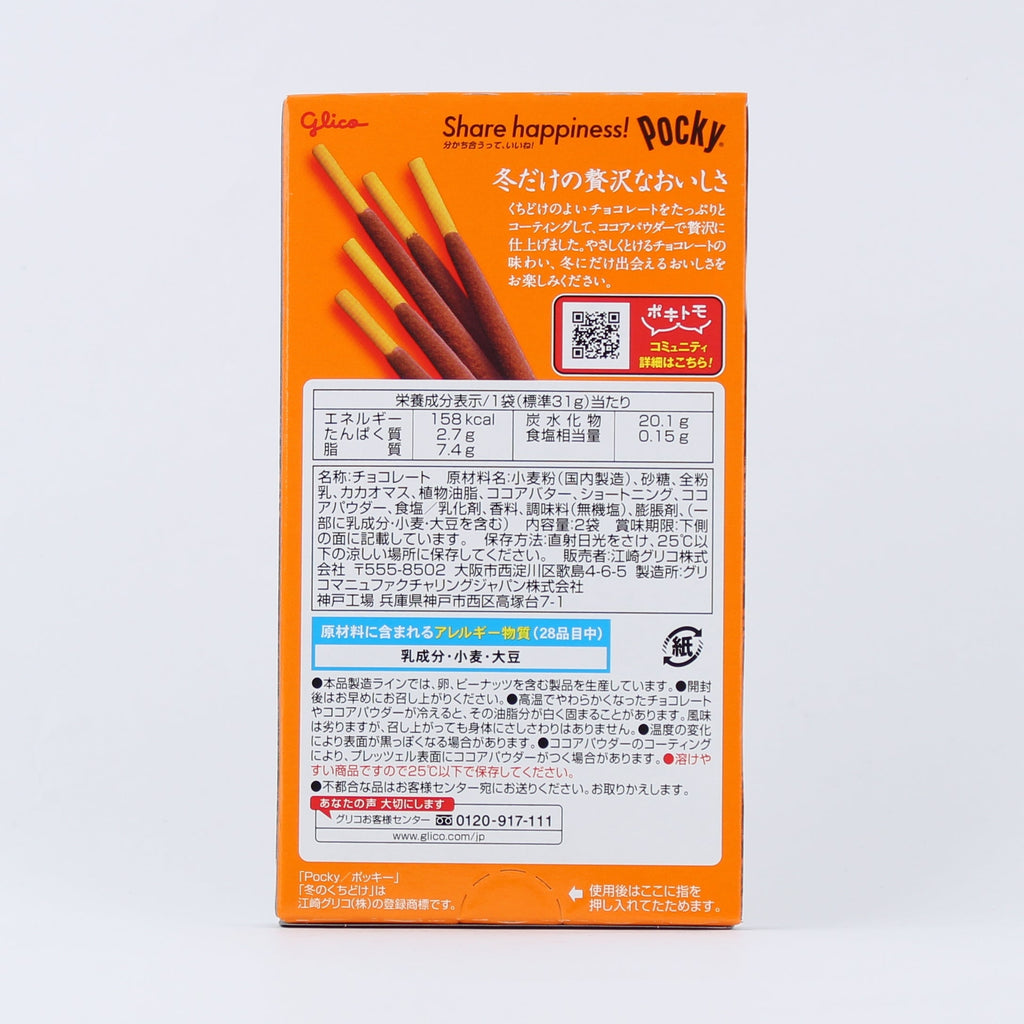 Glico
Share happiness!
分かち合うって、いいね!
Pocky
冬だけの贅沢なおいしさ
くちどけのよいチョコレートをたっぷりと
コーティングして、ココアパウダーで贅沢に
仕上げました。やさしくとけるチョコレートの
味わい、冬にだけ出会えるおいしさを
お楽しみください。
ポキトモ
コミュニティ
詳細はこちら!
栄養成分表示/1袋(標準31g)当たり
エネルギー 158kcal 炭水化物 20.1g
たんぱく質 2.7g 食塩相当量 0.15g
脂質 7.4g
名称:チョコレート 原材料名:小麦粉(国内製造)、砂糖、全粉
乳、カカオマス、植物油脂、ココアバター、ショートニング、ココ
アパウダー、食塩/乳化剤、香料、調味料(無機塩)、膨脹剤、(一
部に乳成分・小麦・大豆を含む) 内容量:2袋 賞味期限:下側
の面に記載しています。 保存方法:直射日光をさけ、25℃以
下の涼しい場所に保存してください。 販売者:江崎グリコ株式
会社 〒555-8502 大阪市西淀川区歌島4-6-5 製造所:グリ
コマニュファクチャリングジャパン株式会社
神戸工場 兵庫県神戸市西区高塚台7-1
原材料に含まれるアレルギー物質(28品目中)
乳成分・小麦・大豆
紙
●本品製造ラインでは、卵、ピーナッツを含む製品を生産しています。●開封
後はお早めにお召し上がりください。●高温でやわらかくなったチョコレート
やココアパウダーが冷えると、その油脂分が白く固まることがあります。風味
は劣りますが、召し上がっても身体にさしさわりはありません。●温度の変化
により表面が黒っぽくなる場合があります。●ココアパウダーのコーティング
により、プレッツェル表面にココアパウダーがつく場合があります。●溶けや
すい商品ですので25℃以下で保存してください。
●不都合な品はお客様センター宛にお送りください。お取りかえします。
あなたの声 大切にします
グリコお客様センター 0120-917-111
www.glico.com/jp
「Pocky/ポッキー」
「冬のくちどけ」は
江崎グリコ(株)の登録商標です。
使用後はここに指を
押し入れてたためます。